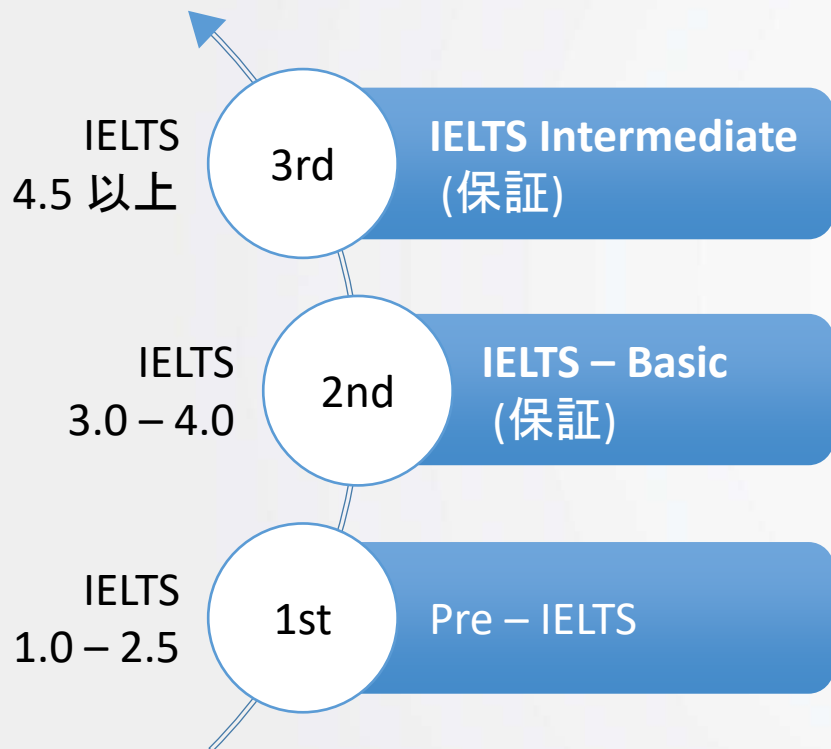 IELTS
4.5 以上
3rd
IELTS Intermediate
(保証)
IELTS
3.0 – 4.0
2nd
IELTS – Basic
(保証)
IELTS
1.0 – 2.5
1st
Pre – IELTS